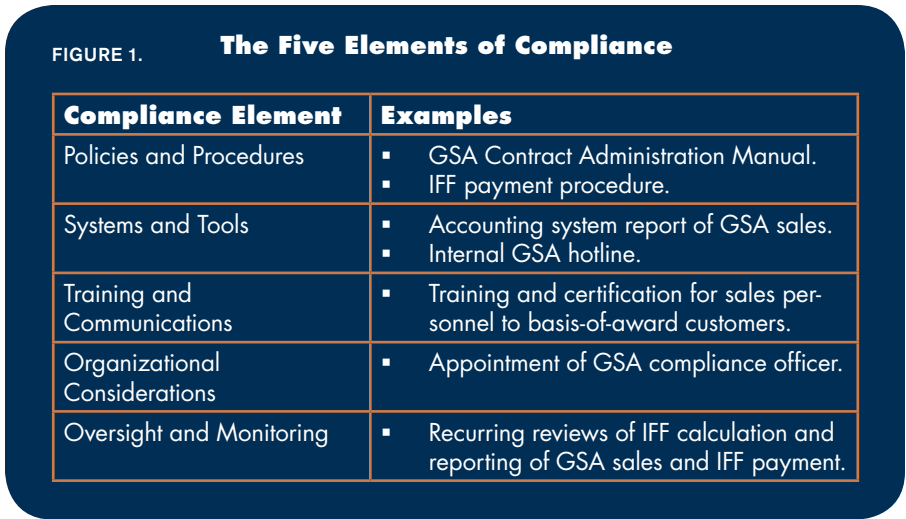 FIGURE 1.
The Five Elements of Compliance
Compliance Element
Examples
Policies and Procedures
▪ GSA Contract Administration Manual.
▪ IFF payment procedure.
Systems and Tools
▪ Accounting system report of GSA sales.
▪ Internal GSA hotline.
Training and
Communications
▪ Training and certification for sales per-
sonnel to basis-of-award customers.
Organizational
Considerations
▪ Appointment of GSA compliance officer.
Oversight and Monitoring
▪ Recurring reviews of IFF calculation and
reporting of GSA sales and IFF payment.